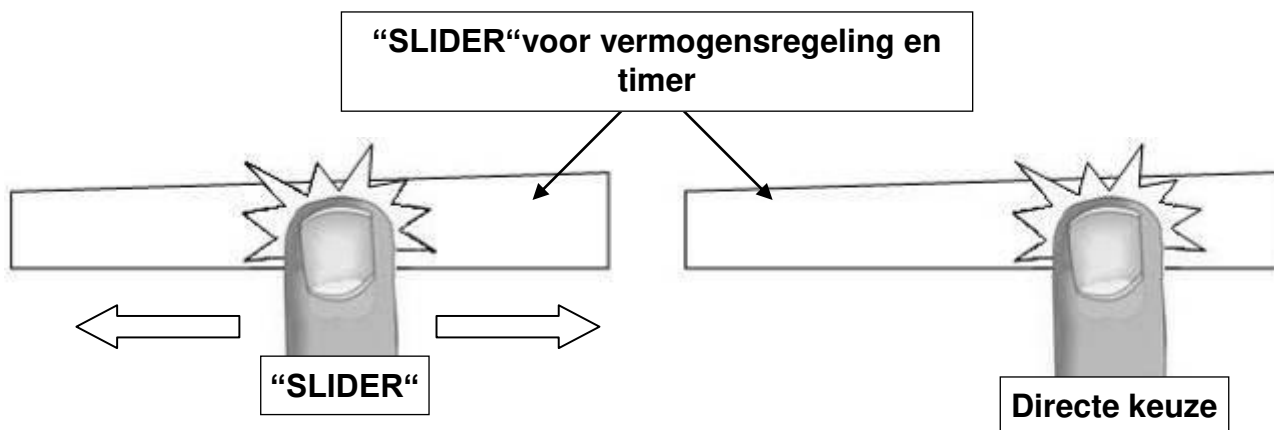 “SLIDER“voor vermogensregeling en
timer
“SLIDER“
Directe keuze